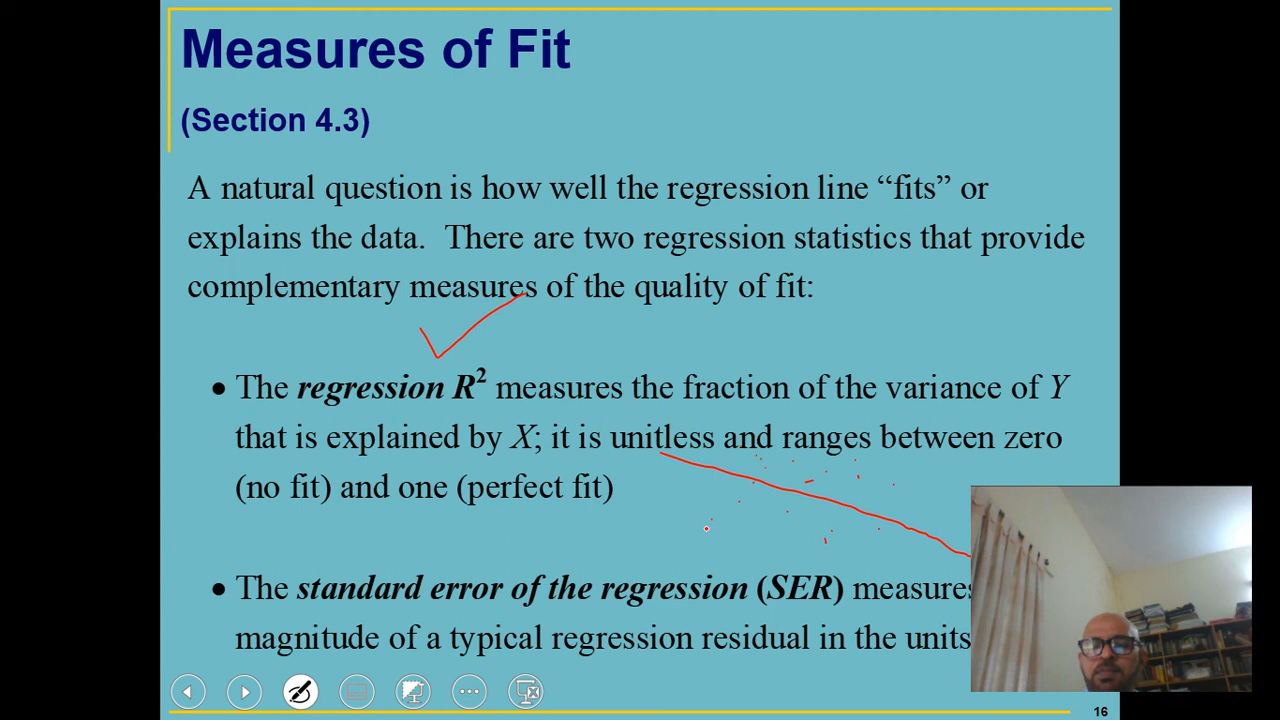 Measures of Fit
(Section 4.3)
A natural question is how well the regression line “fits” or
explains the data. There are two regression statistics that provide
complementary measures of the quality of fit:
• The regression R² measures the fraction of the variance of Y
that is explained by X; it is unitless and ranges between zero
(no fit) and one (perfect fit)
• The standard error of the regression (SER) measures
magnitude of a typical regression residual in the units
16